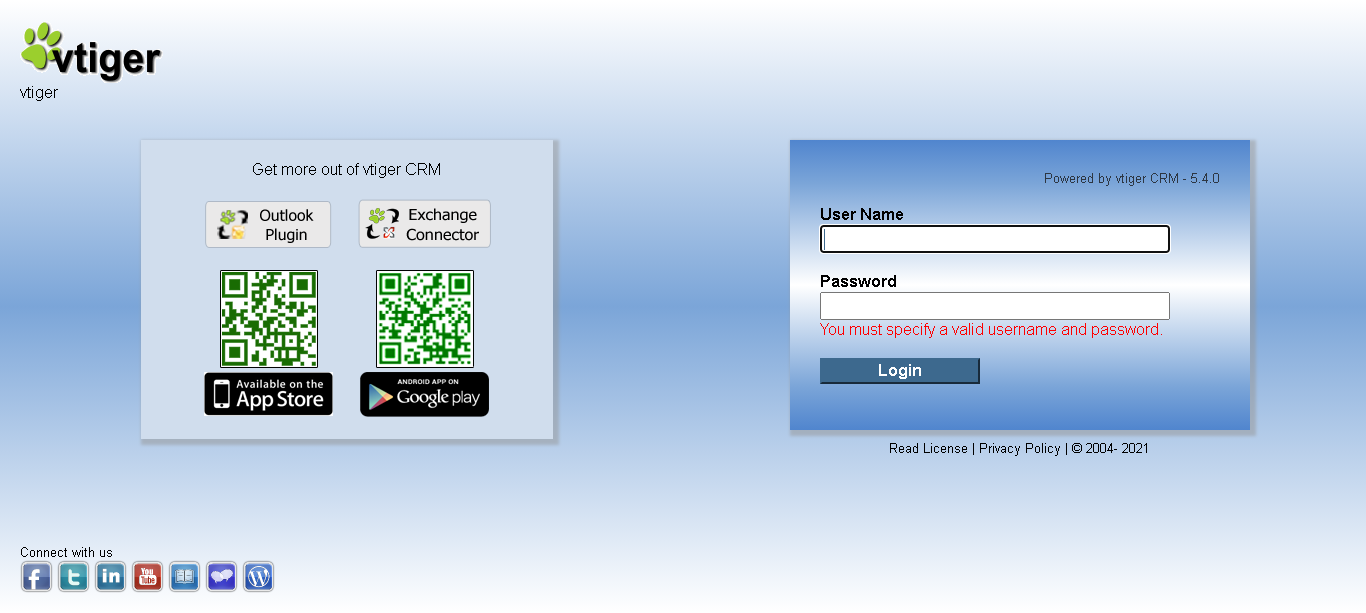 vtiger
vtiger
Get more out of vtiger CRM
Outlook
Plugin
Exchange
Connector
Available on the
App Store
ANDROID APP ON
Google play
Powered by vtiger CRM - 5.4.0
User Name
Password
You must specify a valid username and password.
Login
Read License | Privacy Policy | © 2004- 2021
Connect with us
f
t
in
You
Tube
W